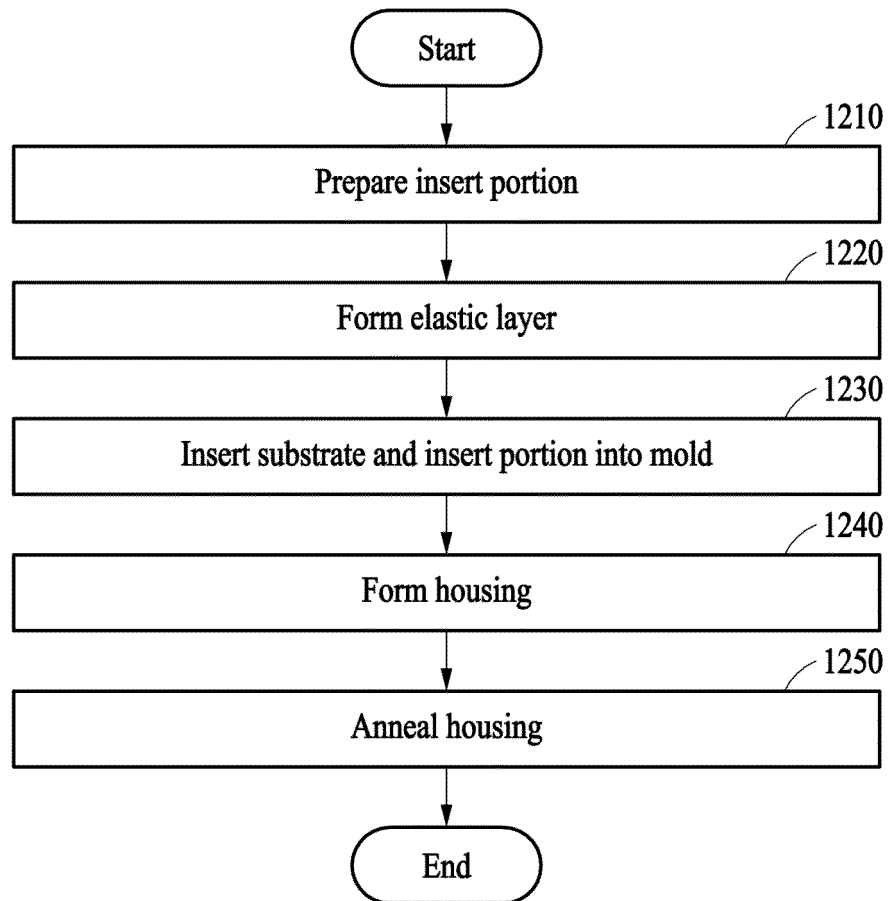 Start
1210
Prepare insert portion
1220
Form elastic layer
1230
Insert substrate and insert portion into mold
1240
Form housing
1250
Anneal housing
End